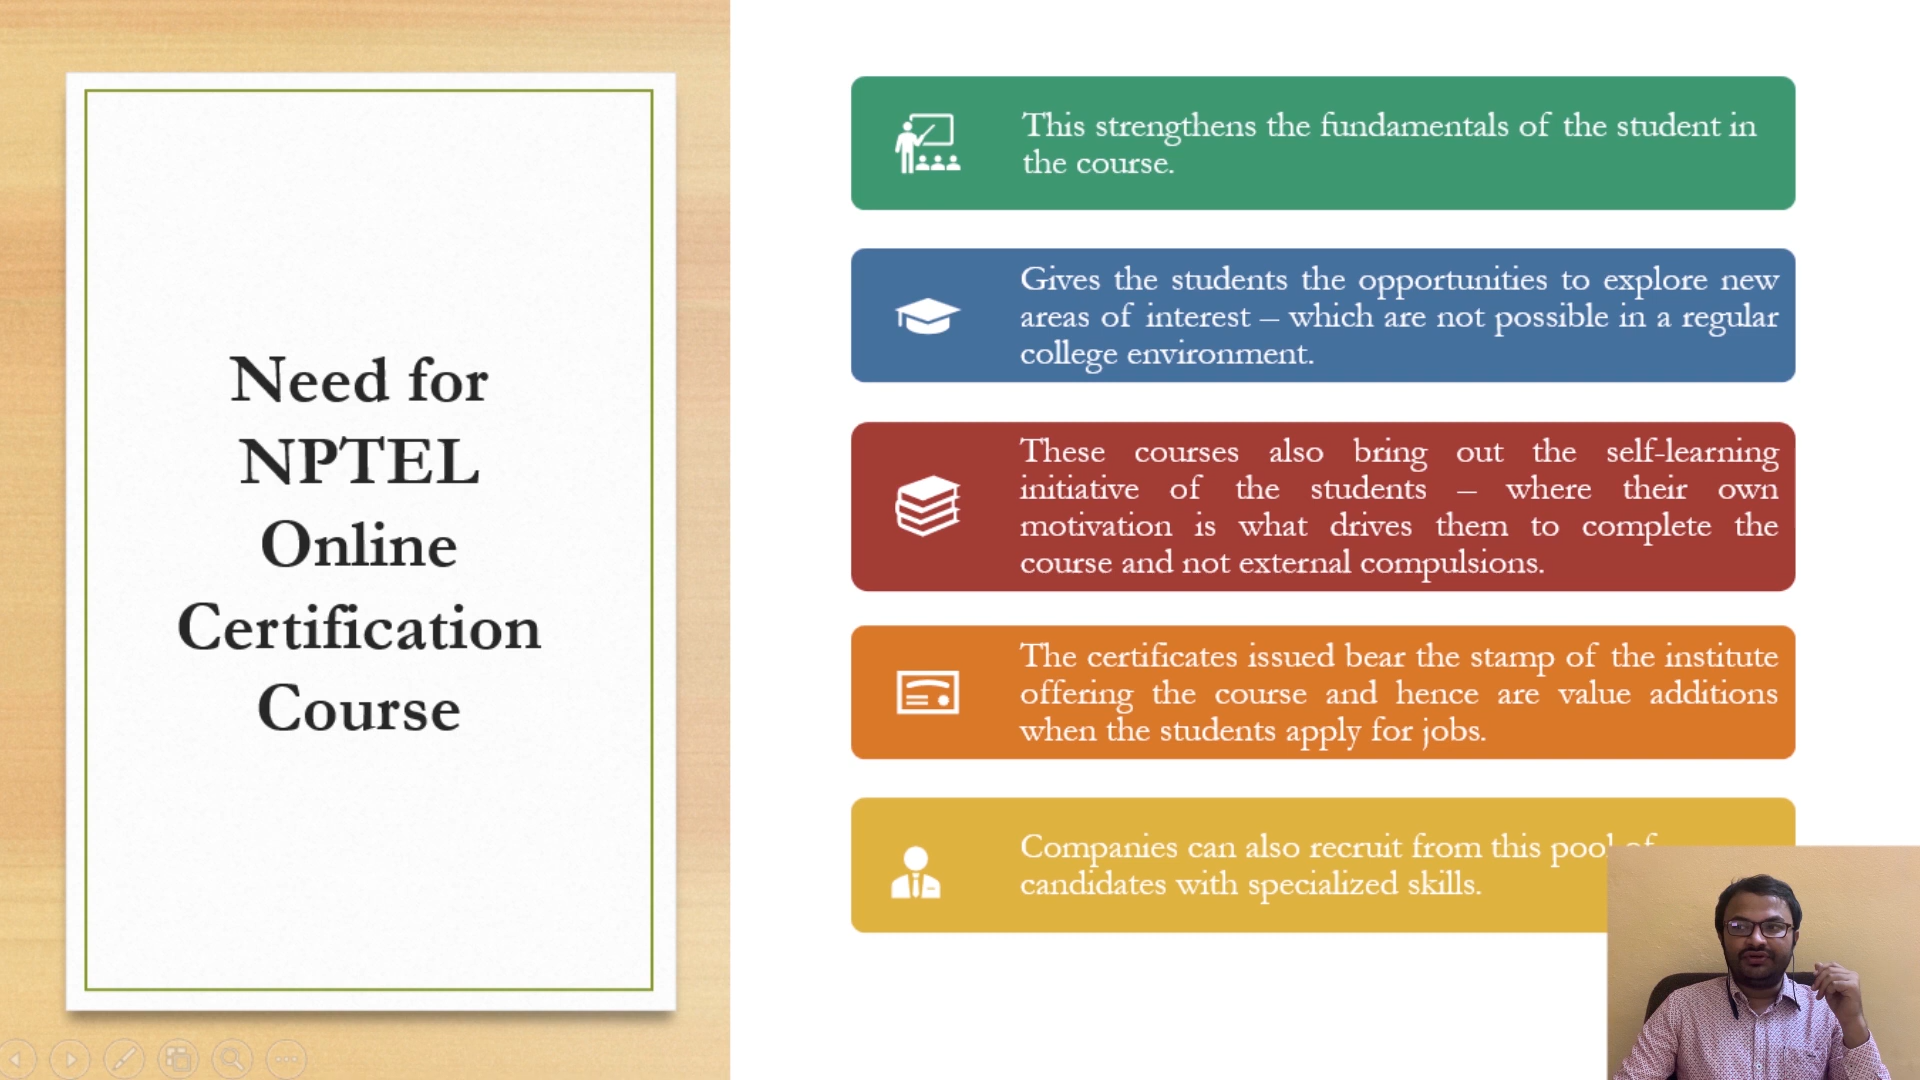 Need for
NPTEL
Online
Certification
Course
This strengthens the fundamentals of the student in
the course.
Gives the students the opportunities to explore new
areas of interest – which are not possible in a regular
college environment.
These courses also bring out the self-learning
initiative of the students – where their own
motivation is what drives them to complete the
course and not external compulsions.
The certificates issued bear the stamp of the institute
offering the course and hence are value additions
when the students apply for jobs.
Companies can also recruit from this pool of
candidates with specialized skills.